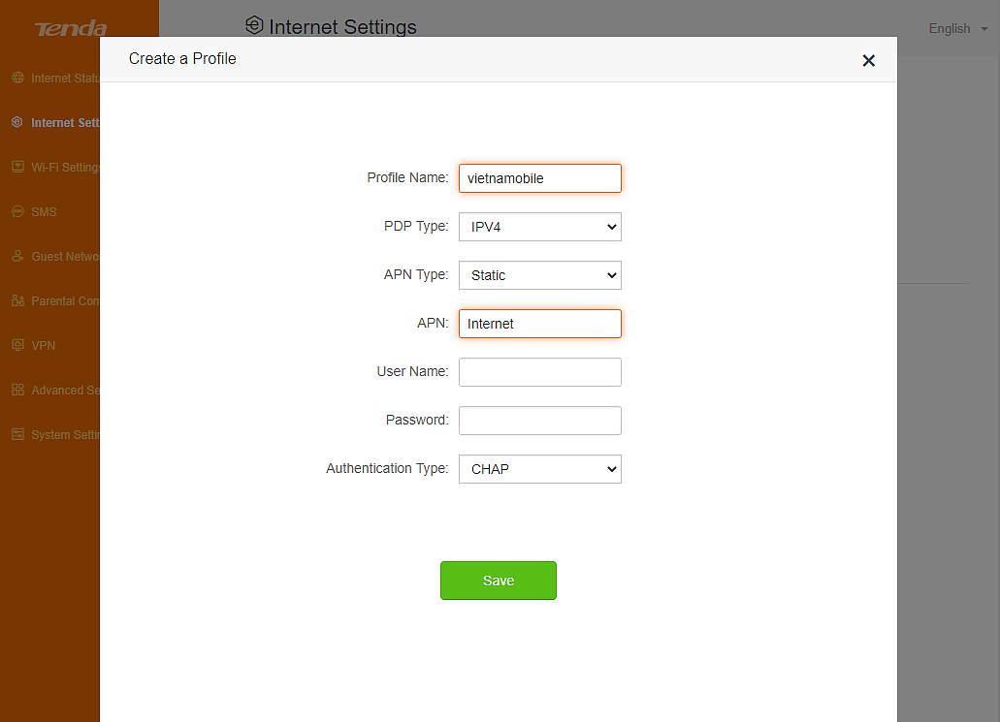 Tenda
Internet Settings
English
Create a Profile
Internet Statu
Internet Sett
Wi-Fi Settings
SMS
Guest Netwo
Parental Con
VPN
Advanced Se
System Settin
Profile Name: vietnamobile
PDP Type: IPV4
APN Type: Static
APN: Internet
User Name:
Password:
Authentication Type: CHAP
Save